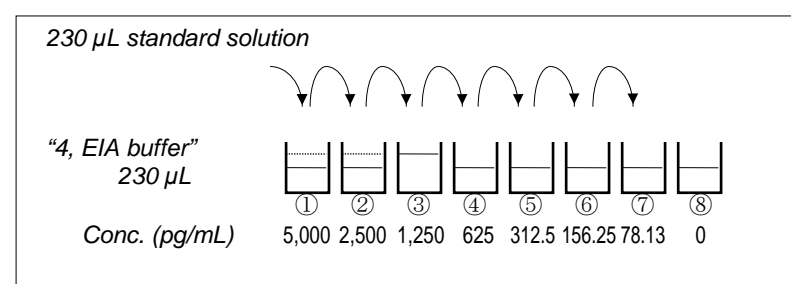 230 µL standard solution
“4, EIA buffer”
230 µL
① ② ③ ④ ⑤ ⑥ ⑦ ⑧
Conc. (pg/mL) 5,000 2,500 1,250 625 312.5 156.25 78.13 0